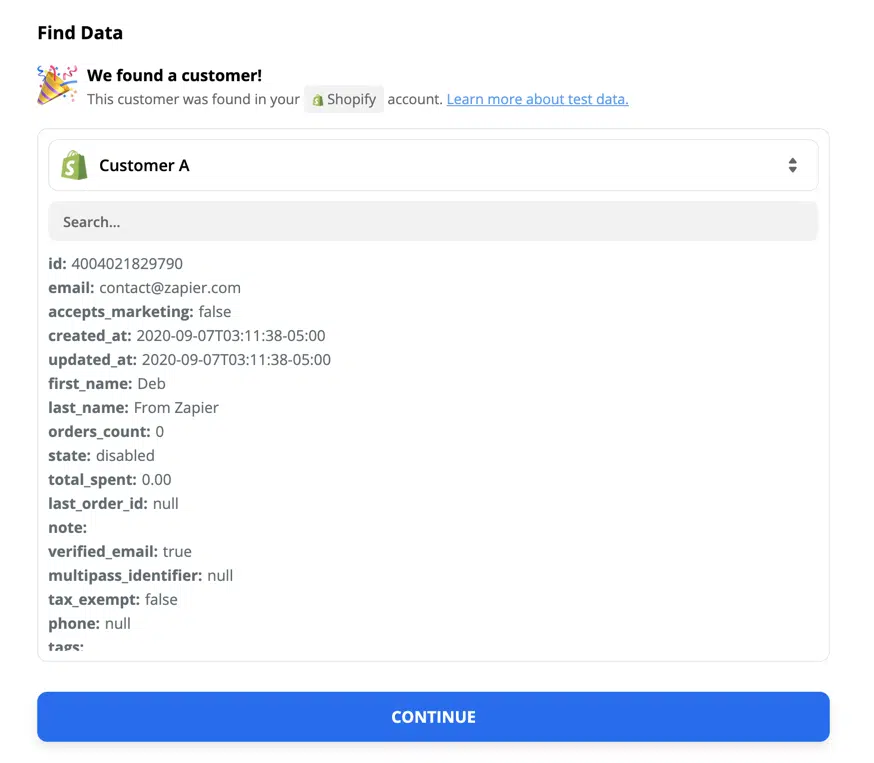 Find Data
We found a customer!
This customer was found in your Shopify account. Learn more about test data.
Customer A
Search...
id: 4004021829790
email: contact@zapier.com
accepts_marketing: false
created_at: 2020-09-07T03:11:38-05:00
updated_at: 2020-09-07T03:11:38-05:00
first_name: Deb
last_name: From Zapier
orders_count: 0
state: disabled
total_spent: 0.00
last_order_id: null
note:
verified_email: true
multipass_identifier: null
tax_exempt: false
phone: null
tags:
CONTINUE